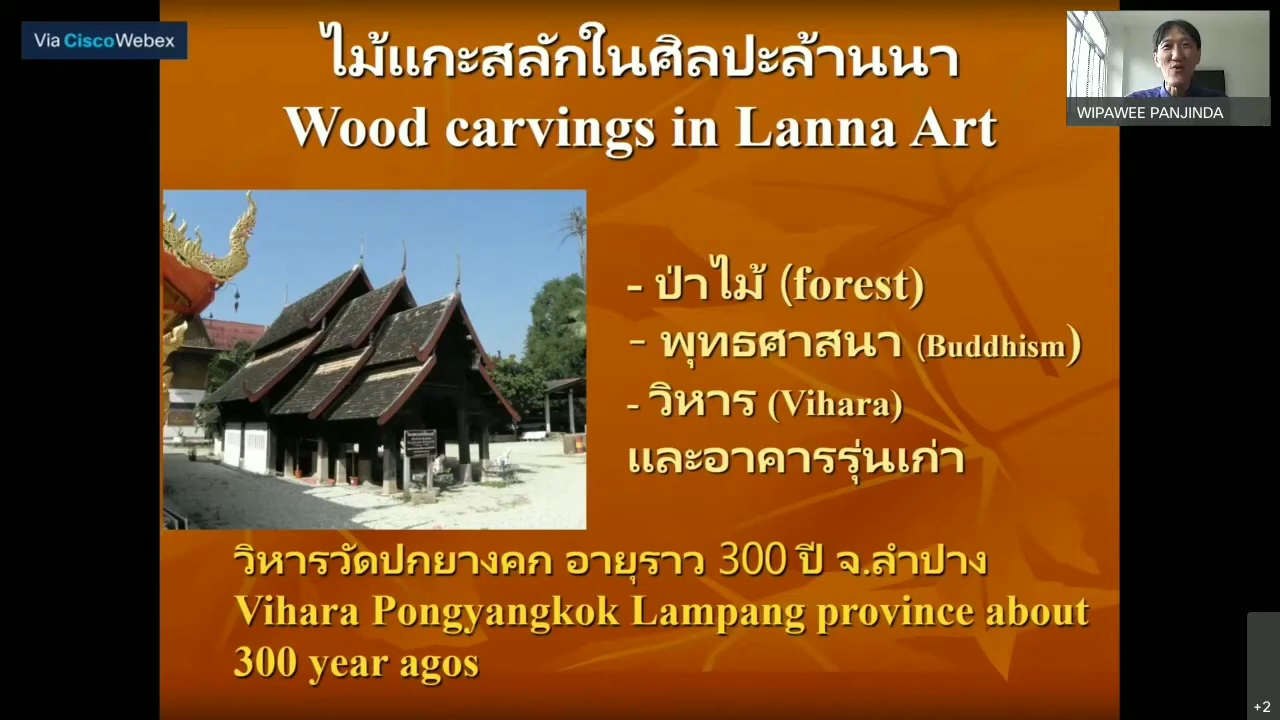 Via Cisco Webex
ไม้แกะสลักในศิลปะล้านนา
Wood carvings in Lanna Art
WIPAWEE PANJINDA
- ป่าไม้ (forest)
- พุทธศาสนา (Buddhism)
- วิหาร (Vihara)
และอาคารรุ่นเก่า
วิหารวัดปกยางคก อายุราว 300 ปี จ.ลำปาง
Vihara Pongyangkok Lampang province about
300 year agos
+2